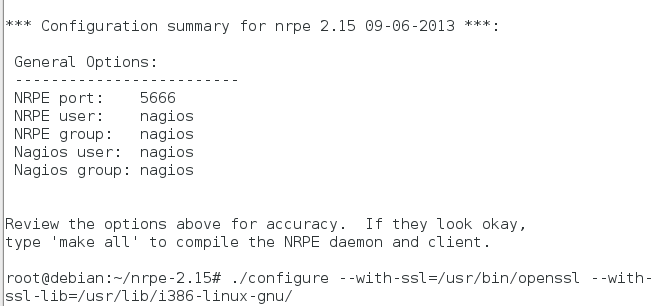 *** Configuration summary for nrpe 2.15 09-06-2013 ***:
General Options:
-------------------------
NRPE port:    5666
NRPE user:    nagios
NRPE group:   nagios
Nagios user:  nagios
Nagios group: nagios
Review the options above for accuracy.  If they look okay,
type 'make all' to compile the NRPE daemon and client.
root@debian:~/nrpe-2.15# ./configure --with-ssl=/usr/bin/openssl --with-
ssl-lib=/usr/lib/i386-linux-gnu/